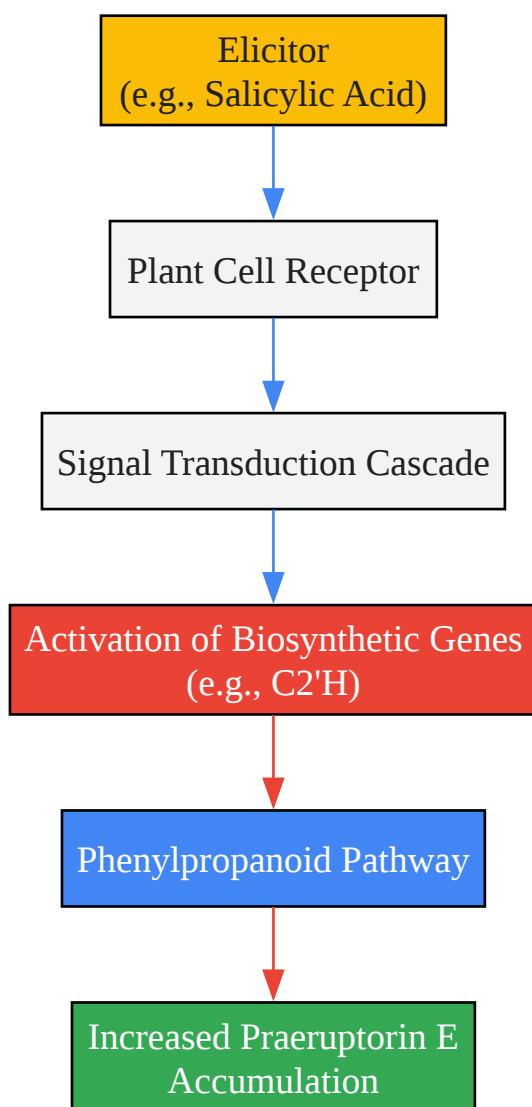 Elicitor
(e.g., Salicylic Acid)
Plant Cell Receptor
Signal Transduction Cascade
Activation of Biosynthetic Genes
(e.g., C2'H)
Phenylpropanoid Pathway
Increased Praeruptorin E
Accumulation